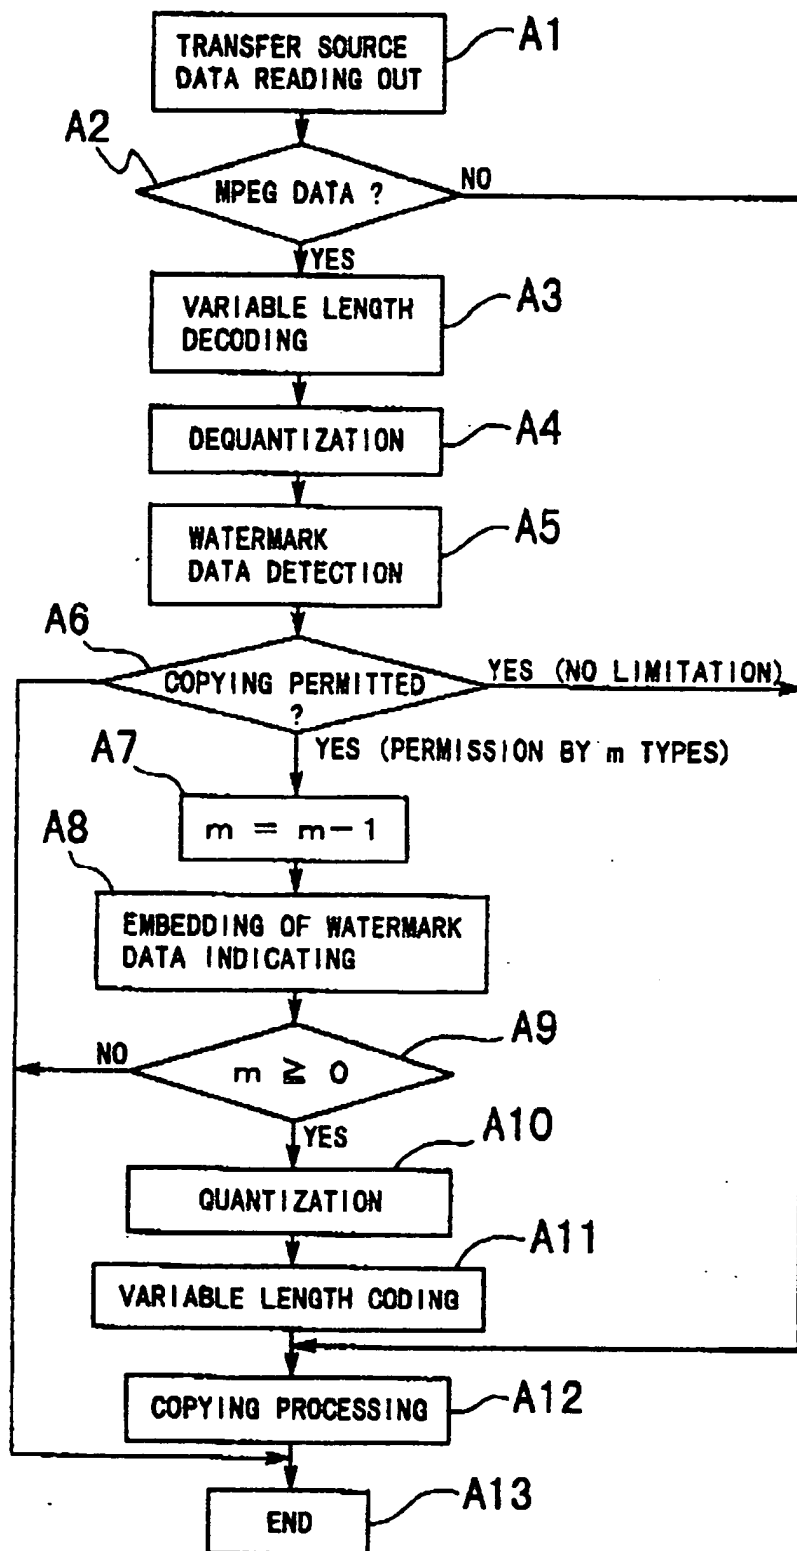 TRANSFER SOURCE
DATA READING OUT
A1
A2
MPEG DATA ?
NO
YES
VARIABLE LENGTH
DECODING
A3
DEQUANTIZATION
A4
WATERMARK
DATA DETECTION
A5
A6
COPYING PERMITTED
?
YES (NO LIMITATION)
YES (PERMISSION BY m TYPES)
A7
m = m-1
A8
EMBEDDING OF WATERMARK
DATA INDICATING
A9
NO
m ≧ 0
YES
A10
QUANTIZATION
A11
VARIABLE LENGTH CODING
COPYING PROCESSING
A12
END
A13